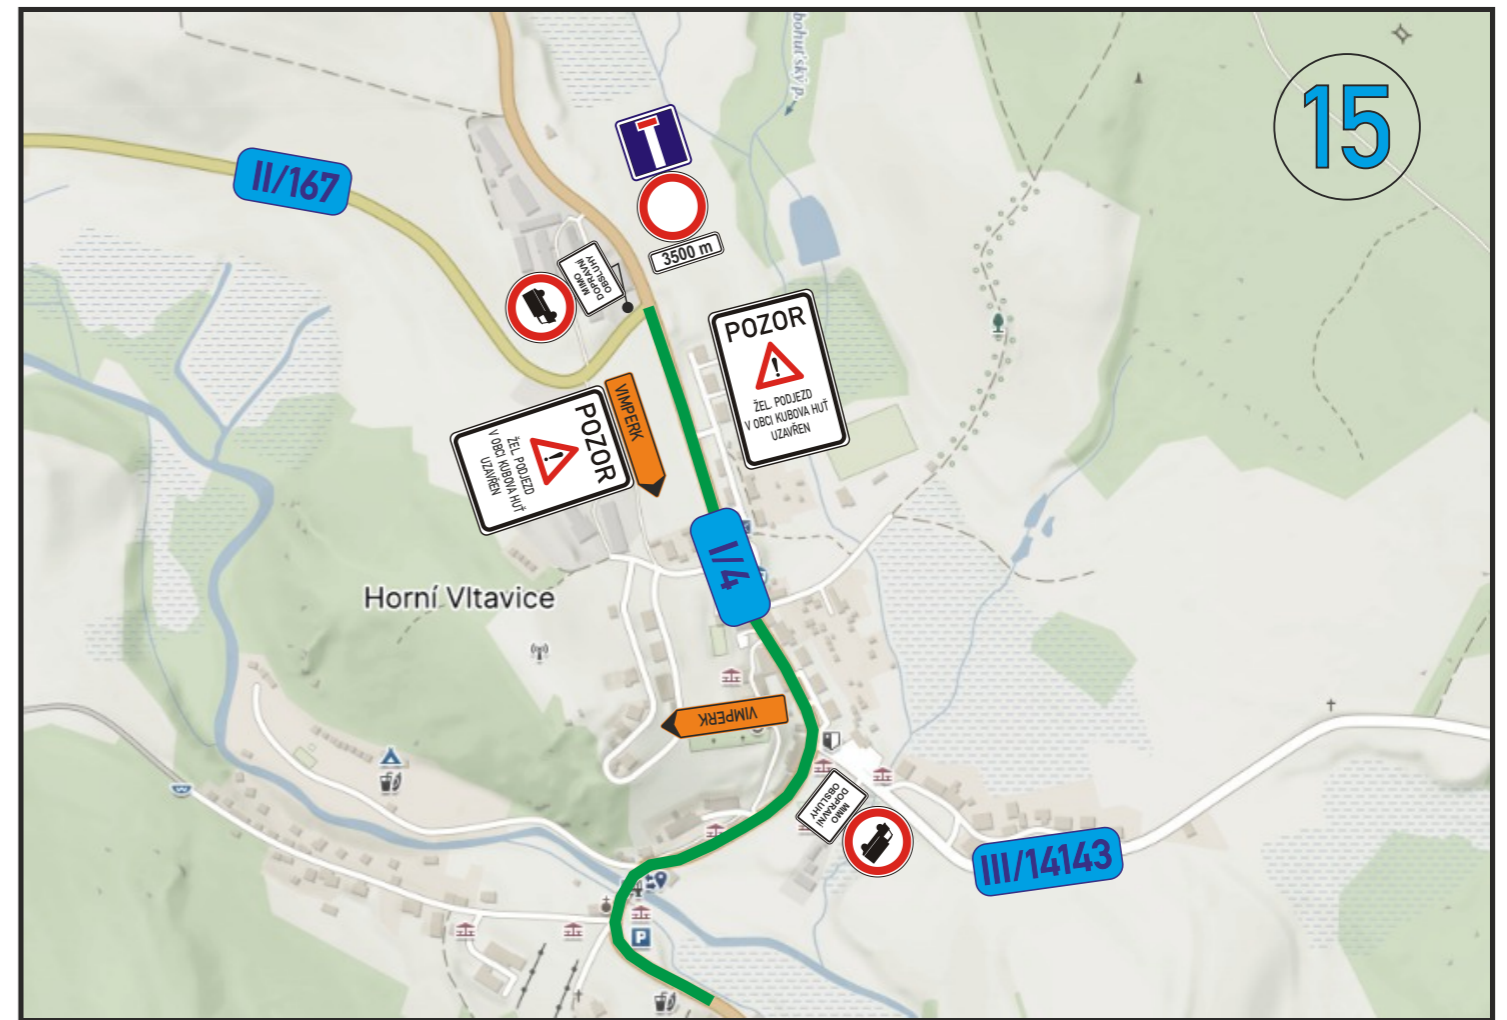 bohuťský p.
15
II/167
3500 m
MIMO
DOPRAVNÍ
OBSLUHY
POZOR
!
ŽEL. PODJEZD
V OBCI KUBOVA HUŤ
UZAVŘEN
VIMPERK
POZOR
!
ŽEL. PODJEZD
V OBCI KUBOVA HUŤ
UZAVŘEN
I/4
Horní Vltavice
VIMPERK
MIMO
DOPRAVNÍ
OBSLUHY
III/14143
P